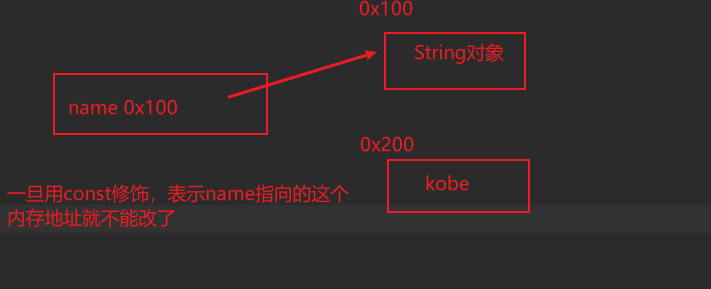 0x100
String对象
name 0x100
0x200
kobe
一旦用const修饰，表示name指向的这个
内存地址就不能改了